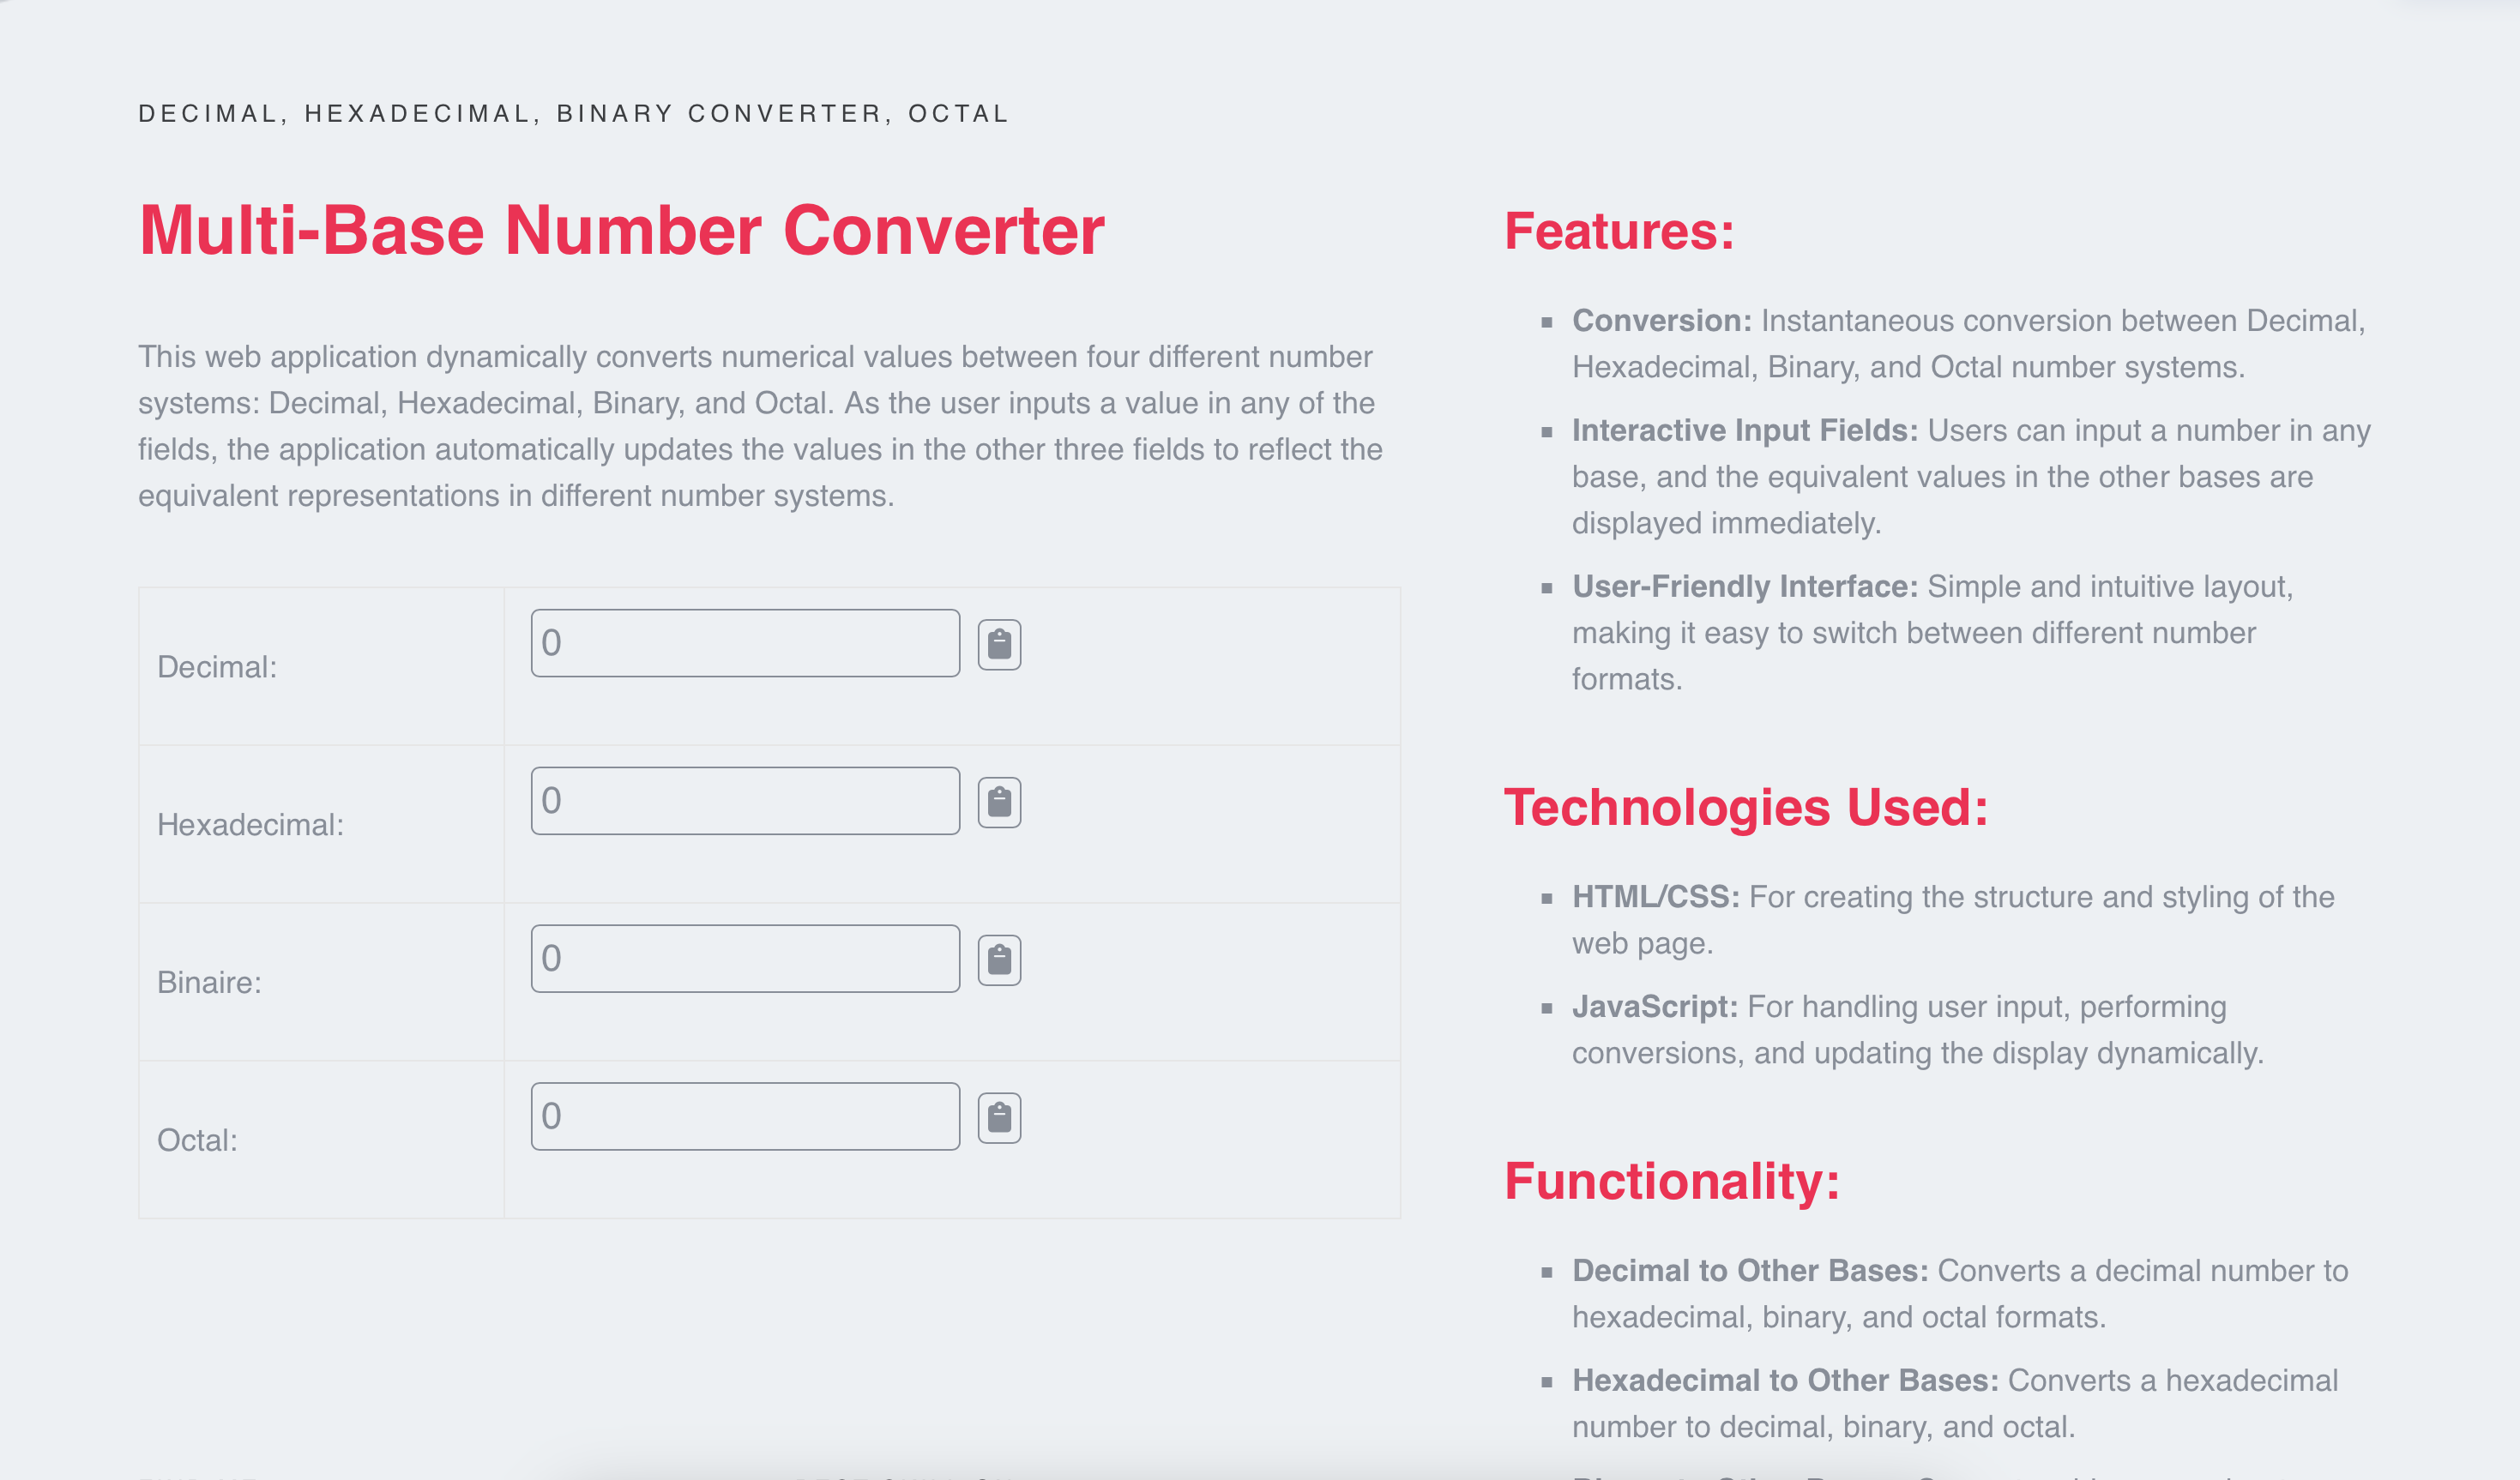 DECIMAL, HEXADECIMAL, BINARY CONVERTER, OCTAL
Multi-Base Number Converter
This web application dynamically converts numerical values between four different number
systems: Decimal, Hexadecimal, Binary, and Octal. As the user inputs a value in any of the
fields, the application automatically updates the values in the other three fields to reflect the
equivalent representations in different number systems.
Decimal:
0
Hexadecimal:
0
Binaire:
0
Octal:
0
Features:
Conversion: Instantaneous conversion between Decimal,
Hexadecimal, Binary, and Octal number systems.
Interactive Input Fields: Users can input a number in any
base, and the equivalent values in the other bases are
displayed immediately.
User-Friendly Interface: Simple and intuitive layout,
making it easy to switch between different number
formats.
Technologies Used:
HTML/CSS: For creating the structure and styling of the
web page.
JavaScript: For handling user input, performing
conversions, and updating the display dynamically.
Functionality:
Decimal to Other Bases: Converts a decimal number to
hexadecimal, binary, and octal formats.
Hexadecimal to Other Bases: Converts a hexadecimal
number to decimal, binary, and octal.